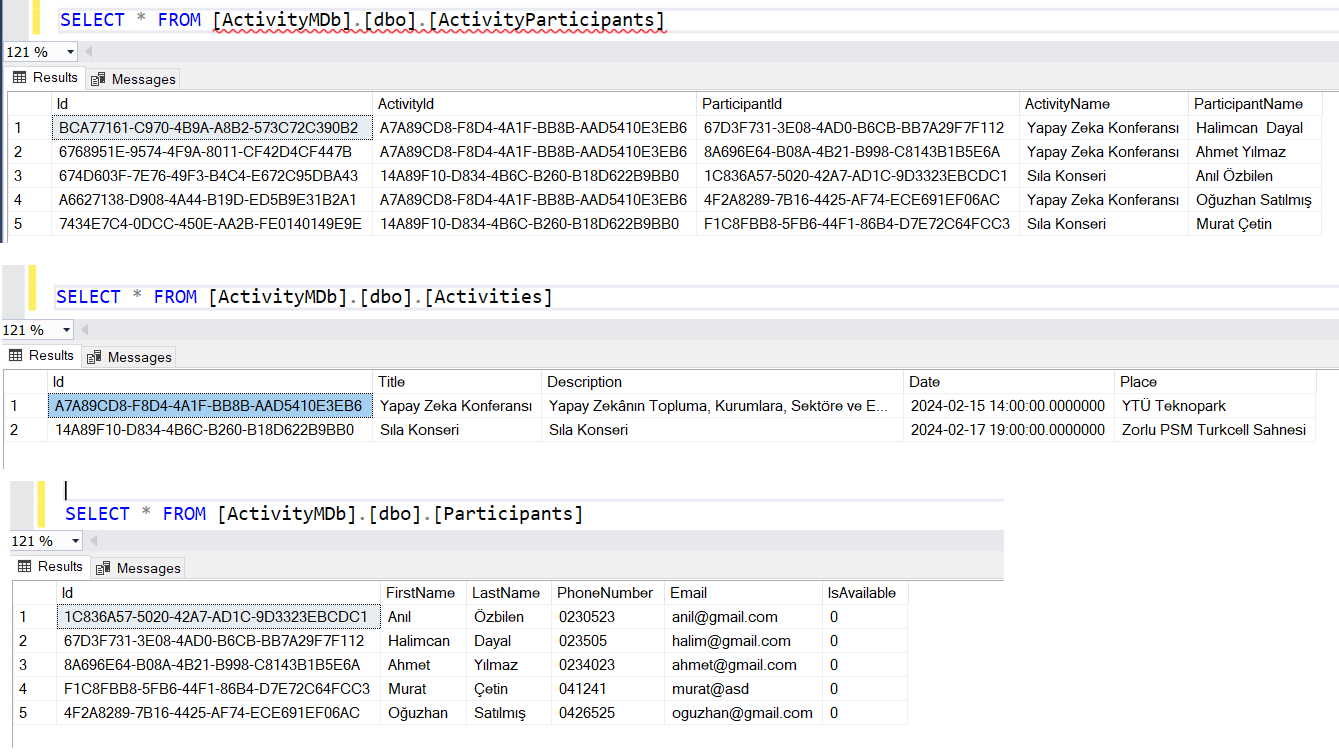 SELECT * FROM [ActivityMDb].[dbo].[ActivityParticipants]
121 %
Results Messages
Id ActivityId ParticipantId ActivityName ParticipantName
1 BCA77161-C970-4B9A-A8B2-573C72C390B2 A7A89CD8-F8D4-4A1F-BB8B-AAD5410E3EB6 67D3F731-3E08-4AD0-B6CB-BB7A29F7F112 Yapay Zeka Konferansı Halimcan  Dayal
2 6768951E-9574-4F9A-8011-CF42D4CF447B A7A89CD8-F8D4-4A1F-BB8B-AAD5410E3EB6 8A696E64-B08A-4B21-B998-C8143B1B5E6A Yapay Zeka Konferansı Ahmet Yılmaz
3 674D603F-7E76-49F3-B4C4-E672C95DBA43 14A89F10-D834-4B6C-B260-B18D622B9BB0 1C836A57-5020-42A7-AD1C-9D3323EBCDC1 Sıla Konseri Anıl Özbilen
4 A6627138-D908-4A44-B19D-ED5B9E31B2A1 A7A89CD8-F8D4-4A1F-BB8B-AAD5410E3EB6 4F2A8289-7B16-4425-AF74-ECE691EF06AC Yapay Zeka Konferansı Oğuzhan Satılmış
5 7434E7C4-0DCC-450E-AA2B-FE0140149E9E 14A89F10-D834-4B6C-B260-B18D622B9BB0 F1C8FBB8-5FB6-44F1-86B4-D7E72C64FCC3 Sıla Konseri Murat Çetin
SELECT * FROM [ActivityMDb].[dbo].[Activities]
121 %
Results Messages
Id Title Description Date Place
1 A7A89CD8-F8D4-4A1F-BB8B-AAD5410E3EB6 Yapay Zeka Konferansı Yapay Zekânın Topluma, Kurumlara, Sektöre ve E... 2024-02-15 14:00:00.0000000 YTÜ Teknopark
2 14A89F10-D834-4B6C-B260-B18D622B9BB0 Sıla Konseri Sıla Konseri 2024-02-17 19:00:00.0000000 Zorlu PSM Turkcell Sahnesi
SELECT * FROM [ActivityMDb].[dbo].[Participants]
121 %
Results Messages
Id FirstName LastName PhoneNumber Email IsAvailable
1 1C836A57-5020-42A7-AD1C-9D3323EBCDC1 Anıl Özbilen 0230523 anil@gmail.com 0
2 67D3F731-3E08-4AD0-B6CB-BB7A29F7F112 Halimcan Dayal 023505 halim@gmail.com 0
3 8A696E64-B08A-4B21-B998-C8143B1B5E6A Ahmet Yılmaz 0234023 ahmet@gmail.com 0
4 F1C8FBB8-5FB6-44F1-86B4-D7E72C64FCC3 Murat Çetin 041241 murat@asd 0
5 4F2A8289-7B16-4425-AF74-ECE691EF06AC Oğuzhan Satılmış 0426525 oguzhan@gmail.com 0